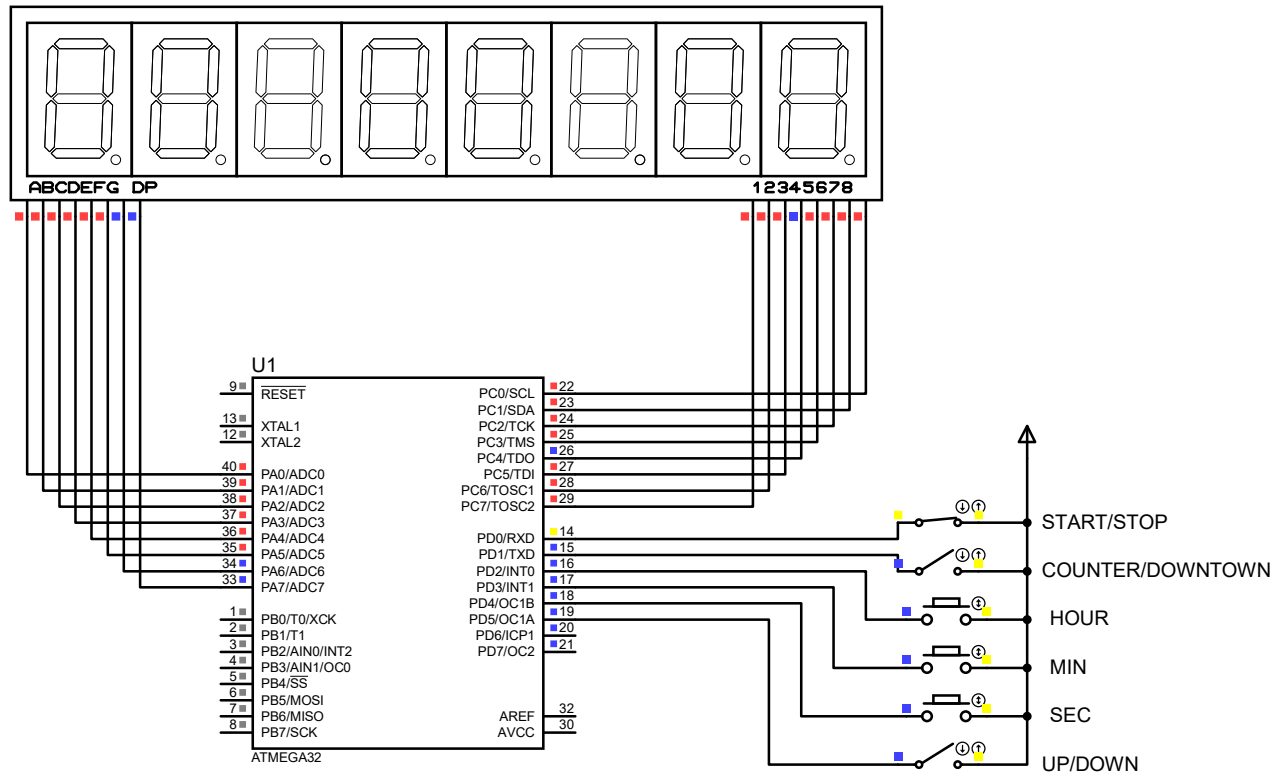 ABCDEFG DP
12345678
U1
9 RESET
13 XTAL1
12 XTAL2
40 PA0/ADC0
39 PA1/ADC1
38 PA2/ADC2
37 PA3/ADC3
36 PA4/ADC4
35 PA5/ADC5
34 PA6/ADC6
33 PA7/ADC7
1 PB0/T0/XCK
2 PB1/T1
3 PB2/AIN0/INT2
4 PB3/AIN1/OC0
5 PB4/SS
6 PB5/MOSI
7 PB6/MISO
8 PB7/SCK
PC0/SCL 22
PC1/SDA 23
PC2/TCK 24
PC3/TMS 25
PC4/TDO 26
PC5/TDI 27
PC6/TOSC1 28
PC7/TOSC2 29
PD0/RXD 14
PD1/TXD 15
PD2/INT0 16
PD3/INT1 17
PD4/OC1B 18
PD5/OC1A 19
PD6/ICP1 20
PD7/OC2 21
AREF 32
AVCC 30
ATMEGA32
START/STOP
COUNTER/DOWNTOWN
HOUR
MIN
SEC
UP/DOWN